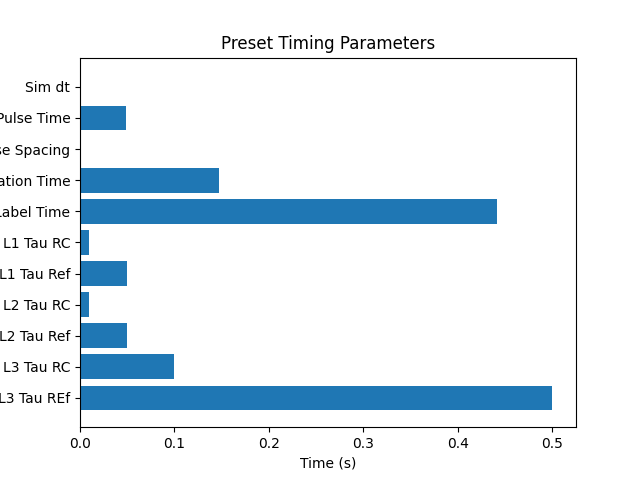 Preset Timing Parameters
Sim dt
Pulse Time
se Spacing
ation Time
Label Time
L1 Tau RC
L1 Tau Ref
L2 Tau RC
L2 Tau Ref
L3 Tau RC
L3 Tau REf
0.0 0.1 0.2 0.3 0.4 0.5
Time (s)